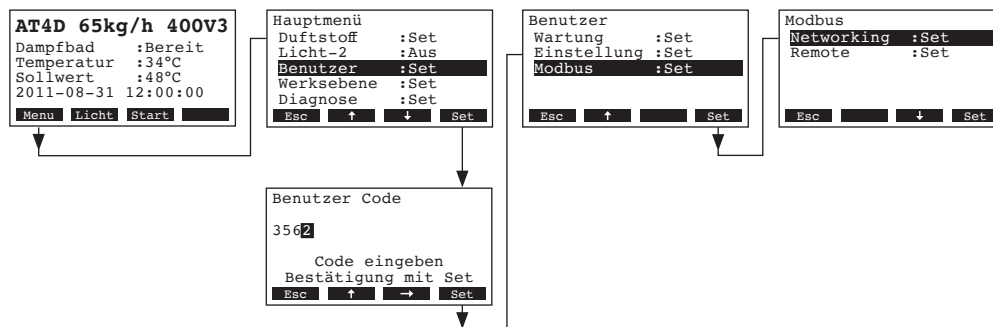 AT4D 65kg/h 400V3
Dampfbad :Bereit
Temperatur :34°C
Sollwert :48°C
2011-08-31 12:00:00
Menu Licht Start
Hauptmenü
Duftstoff :Set
Licht-2 :Aus
Benutzer :Set
Werksebene :Set
Diagnose :Set
Esc ↑ ↓ Set
Benutzer Code
3562
Code eingeben
Bestätigung mit Set
Esc ↑ → Set
Benutzer
Wartung :Set
Einstellung :Set
Modbus :Set
Esc ↑ Set
Modbus
Networking :Set
Remote :Set
Esc ↓ Set